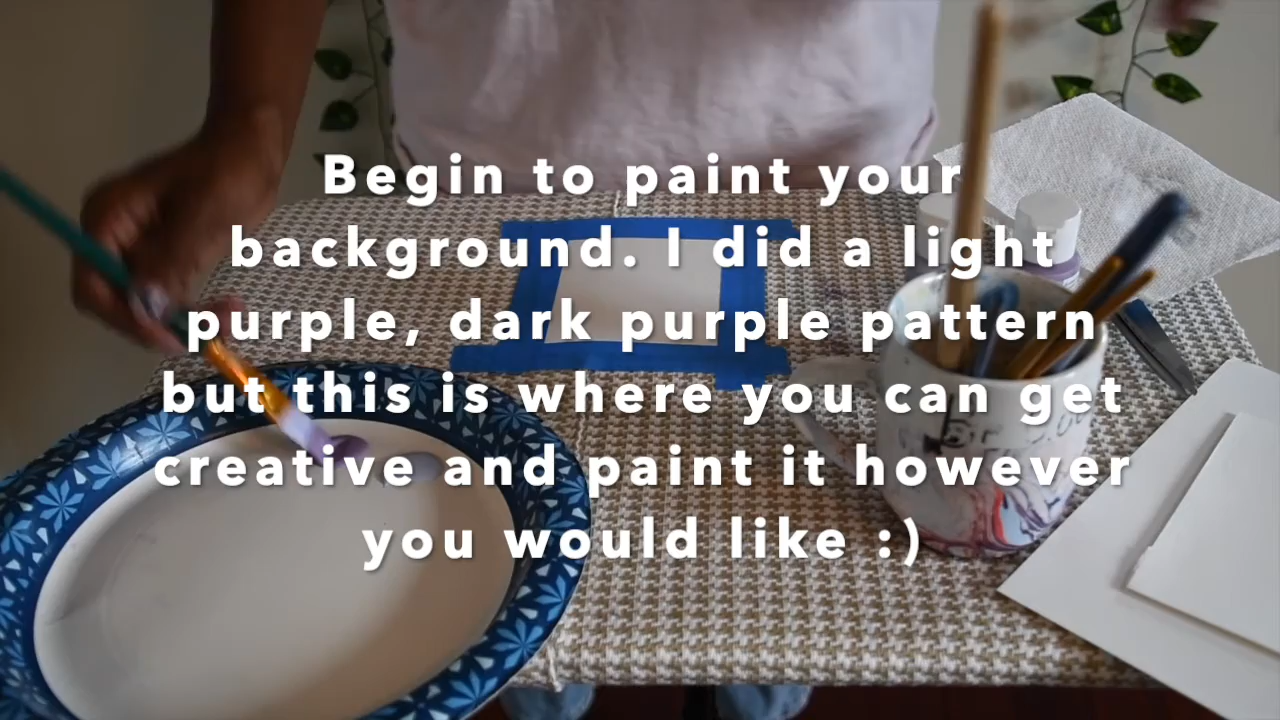 Begin to paint your
background. I did a light
purple, dark purple pattern
but this is where you can get
creative and paint it however
you would like :)